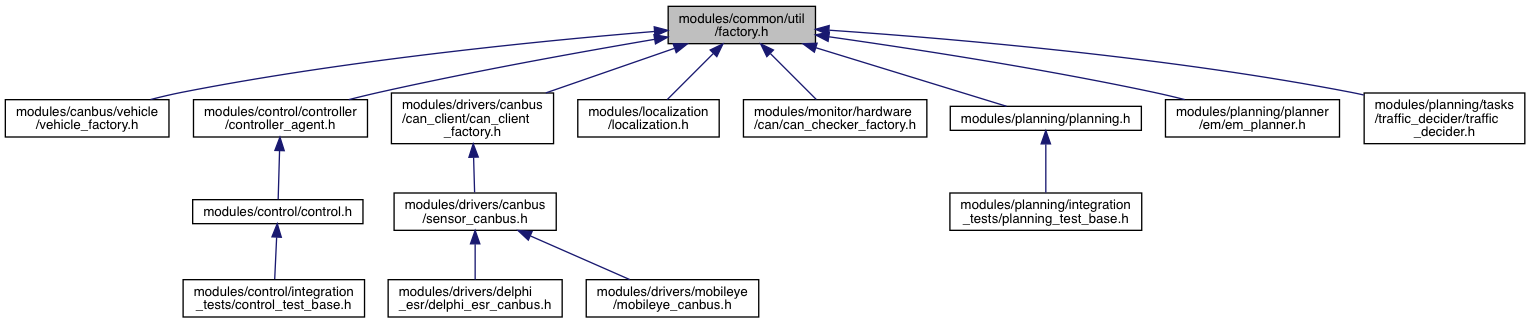 modules/common/util
/factory.h
modules/canbus/vehicle
/vehicle_factory.h
modules/control/controller
/controller_agent.h
modules/drivers/canbus
/can_client/can_client
_factory.h
modules/localization
/localization.h
modules/monitor/hardware
/can/can_checker_factory.h
modules/planning/planning.h
modules/planning/planner
/em/em_planner.h
modules/planning/tasks
/traffic_decider/traffic
_decider.h
modules/control/control.h
modules/drivers/canbus
/sensor_canbus.h
modules/planning/integration
_tests/planning_test_base.h
modules/control/integration
_tests/control_test_base.h
modules/drivers/delphi
_esr/delphi_esr_canbus.h
modules/drivers/mobileye
/mobileye_canbus.h